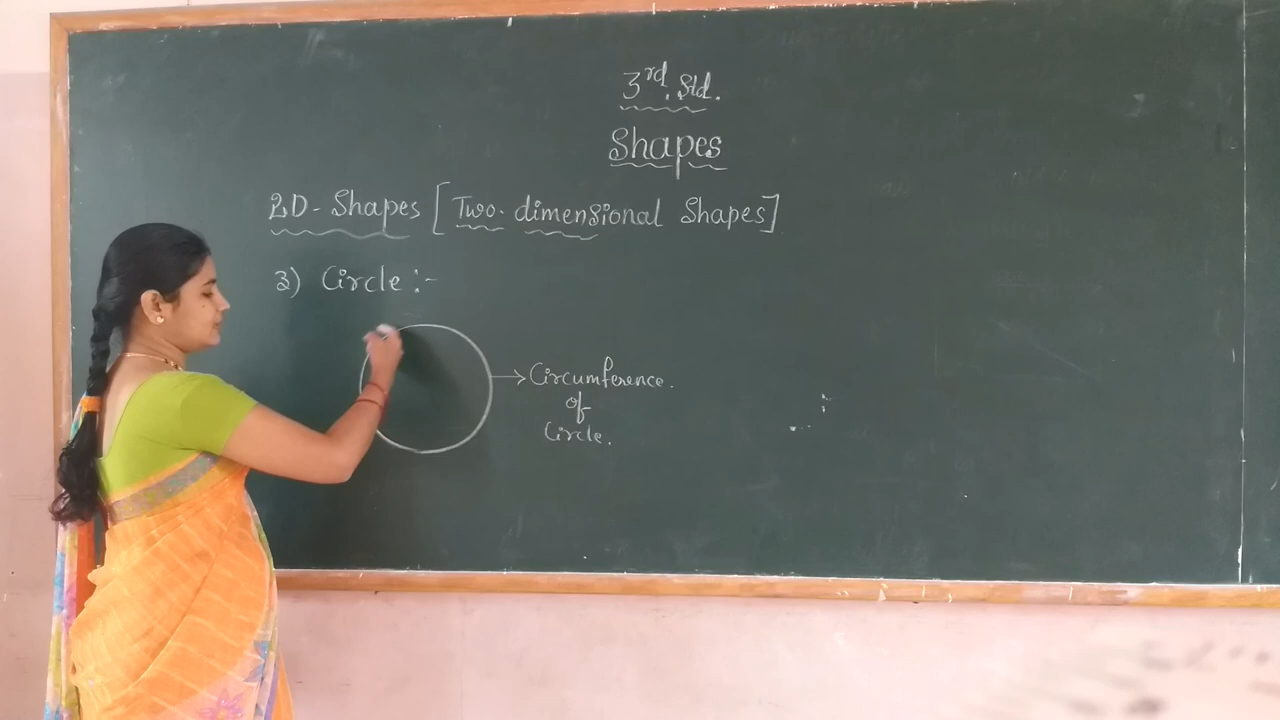 3rd. Std.
Shapes
2D - Shapes [Two - dimensional Shapes]
3) Circle :-
Circumference.
of
Circle.